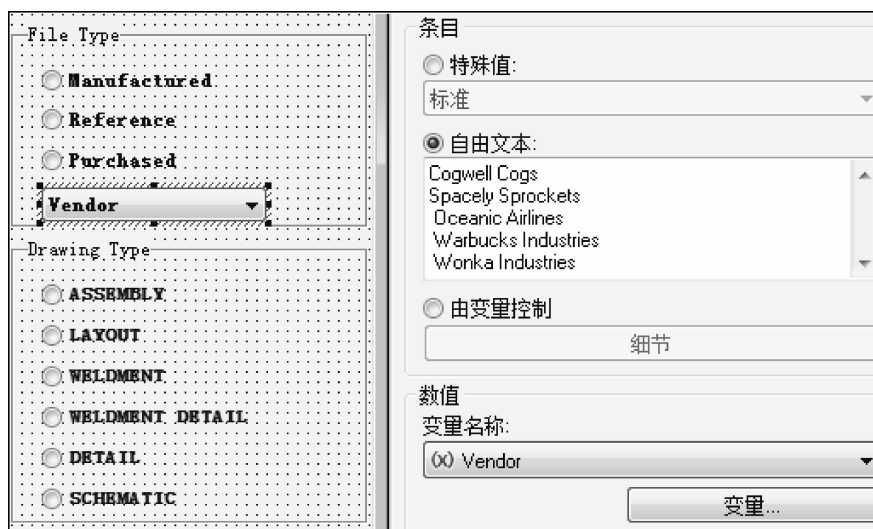 File Type
Manufactured
Reference
Purchased
Vendor
Drawing Type
ASSEMBLY
LAYOUT
WELDMENT
WELDMENT DETAIL
DETAIL
SCHEMATIC
条目
特殊值:
标准
自由文本:
Cogwell Cogs
Spacely Sprockets
Oceanic Airlines
Warbucks Industries
Wonka Industries
由变量控制
细节
数值
变量名称:
(x) Vendor
变量...